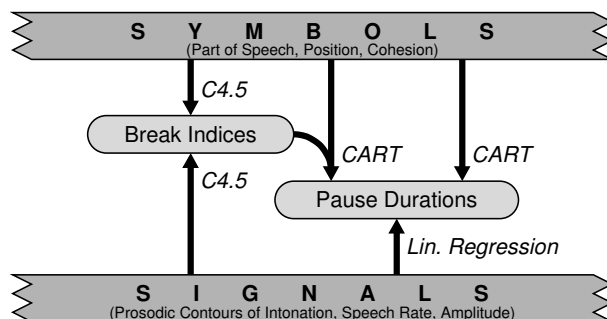 S Y M B O L S
(Part of Speech, Position, Cohesion)
C4.5
Break Indices
CART
CART
C4.5
Pause Durations
Lin. Regression
S I G N A L S
(Prosodic Contours of Intonation, Speech Rate, Amplitude)